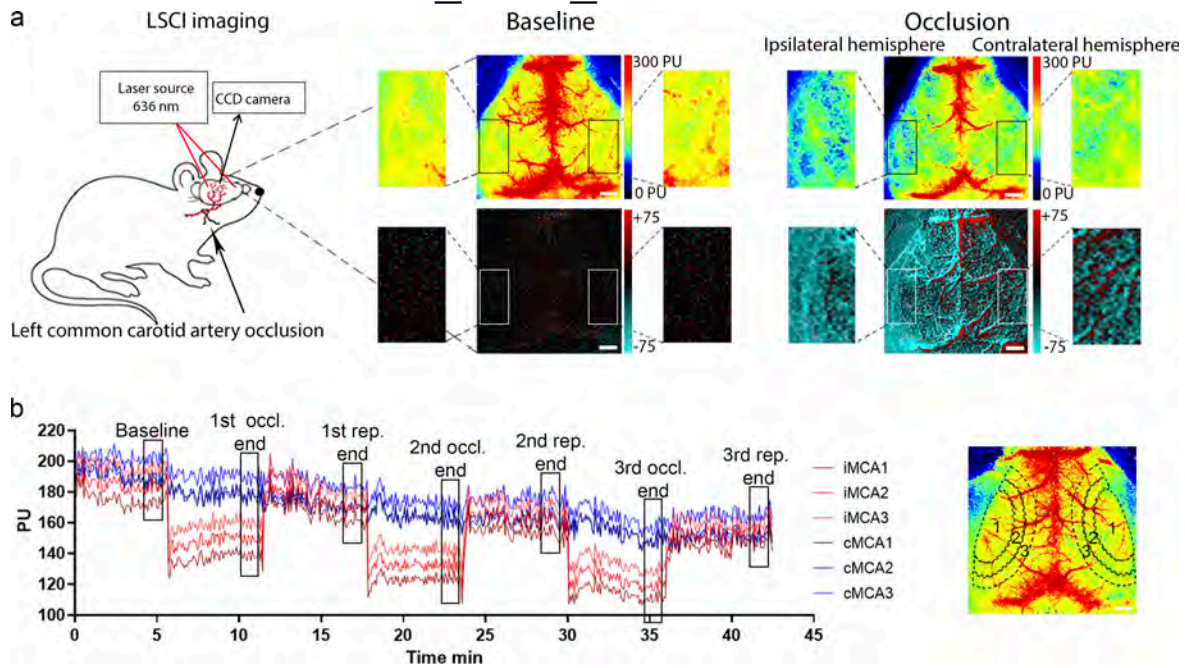 a
LSCI imaging
Baseline
Occlusion
Ipsilateral hemisphere
Contralateral hemisphere
Laser source
636 nm
CCD camera
Left common carotid artery occlusion
300 PU
0 PU
300 PU
0 PU
+75
-75
+75
-75
b
Baseline
1st occl.
end
1st rep.
end
2nd occl.
end
2nd rep.
end
3rd occl.
end
3rd rep.
end
PU
220
200
180
160
140
120
100
0
5
10
15
20
25
30
35
40
45
Time min
iMCA1
iMCA2
iMCA3
cMCA1
cMCA2
cMCA3
1
2
3
1
2
3